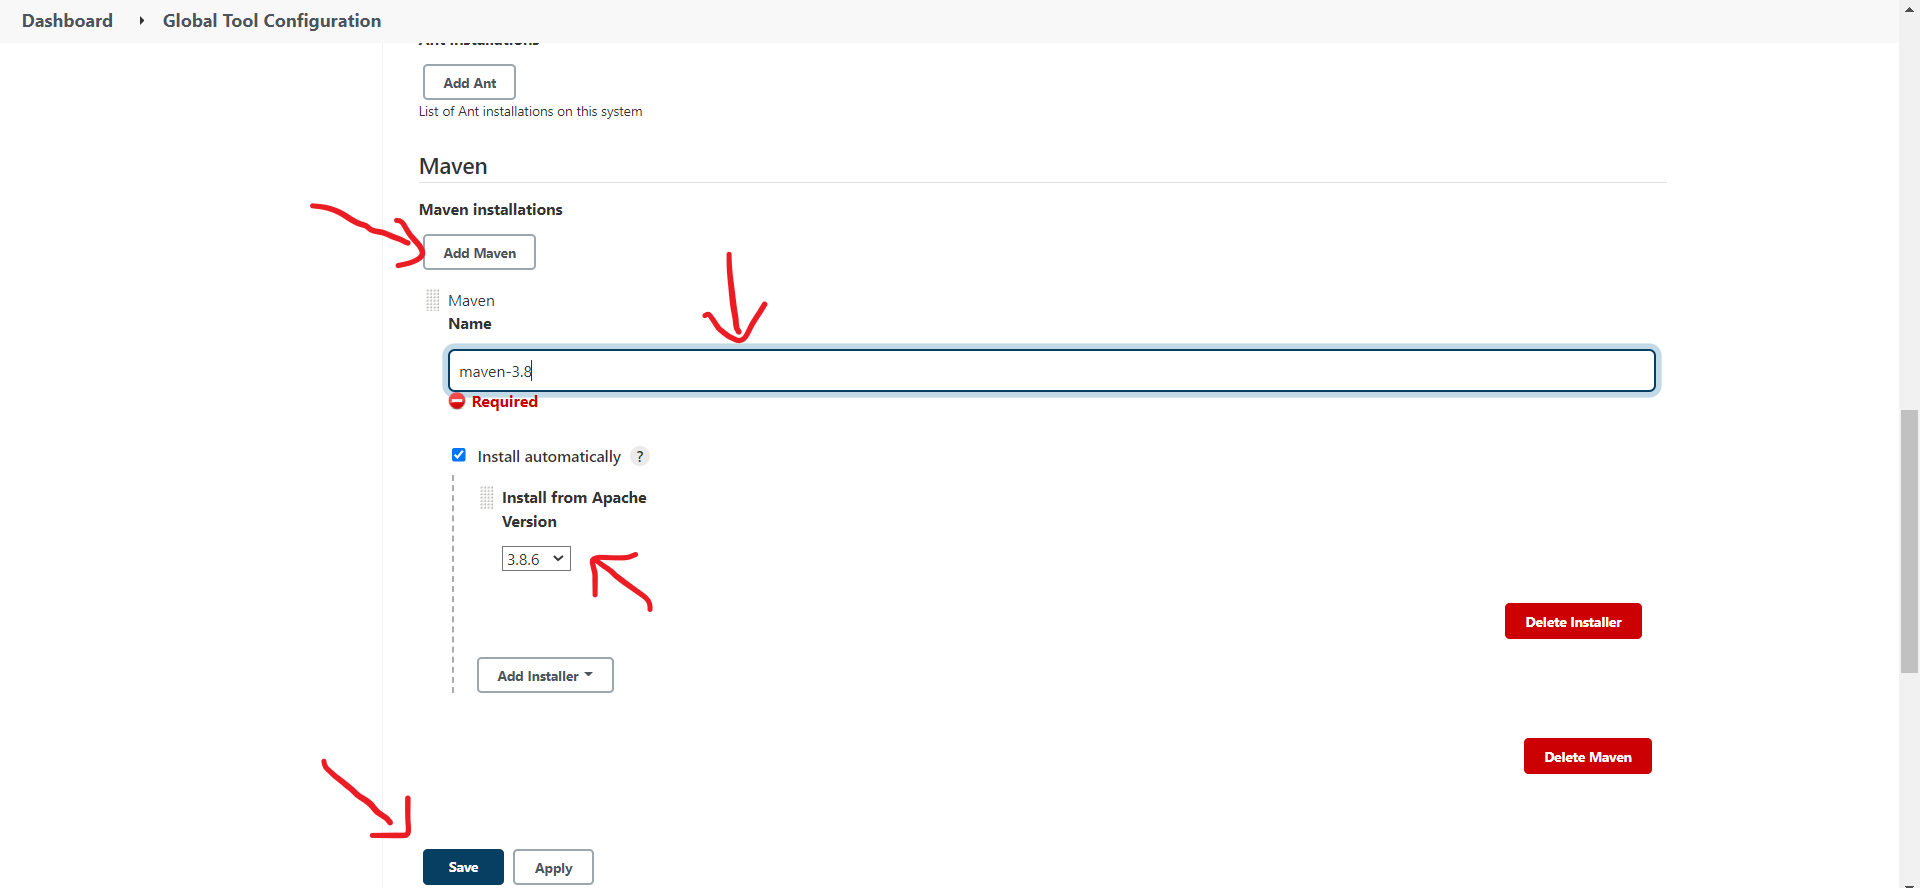 Dashboard
Global Tool Configuration
Ant installations
Add Ant
List of Ant installations on this system
Maven
Maven installations
Add Maven
Maven
Name
maven-3.8
Required
Install automatically ?
Install from Apache
Version
3.8.6
Delete Installer
Add Installer
Delete Maven
Save
Apply